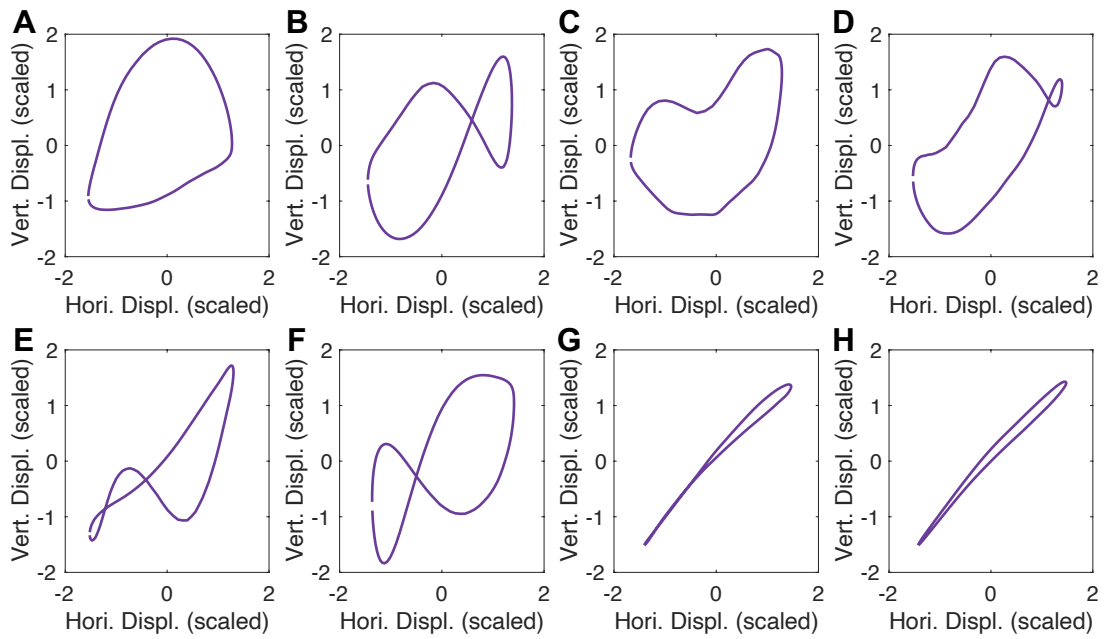 A B C D
2 2 2 2
1 1 1 1
0 0 0 0
-1 -1 -1 -1
-2 -2 -2 -2
-2 0 2 -2 0 2 -2 0 2 -2 0 2
Vert. Displ. (scaled) Vert. Displ. (scaled) Vert. Displ. (scaled) Vert. Displ. (scaled)
Hori. Displ. (scaled) Hori. Displ. (scaled) Hori. Displ. (scaled) Hori. Displ. (scaled)
E F G H
2 2 2 2
1 1 1 1
0 0 0 0
-1 -1 -1 -1
-2 -2 -2 -2
-2 0 2 -2 0 2 -2 0 2 -2 0 2
Vert. Displ. (scaled) Vert. Displ. (scaled) Vert. Displ. (scaled) Vert. Displ. (scaled)
Hori. Displ. (scaled) Hori. Displ. (scaled) Hori. Displ. (scaled) Hori. Displ. (scaled)